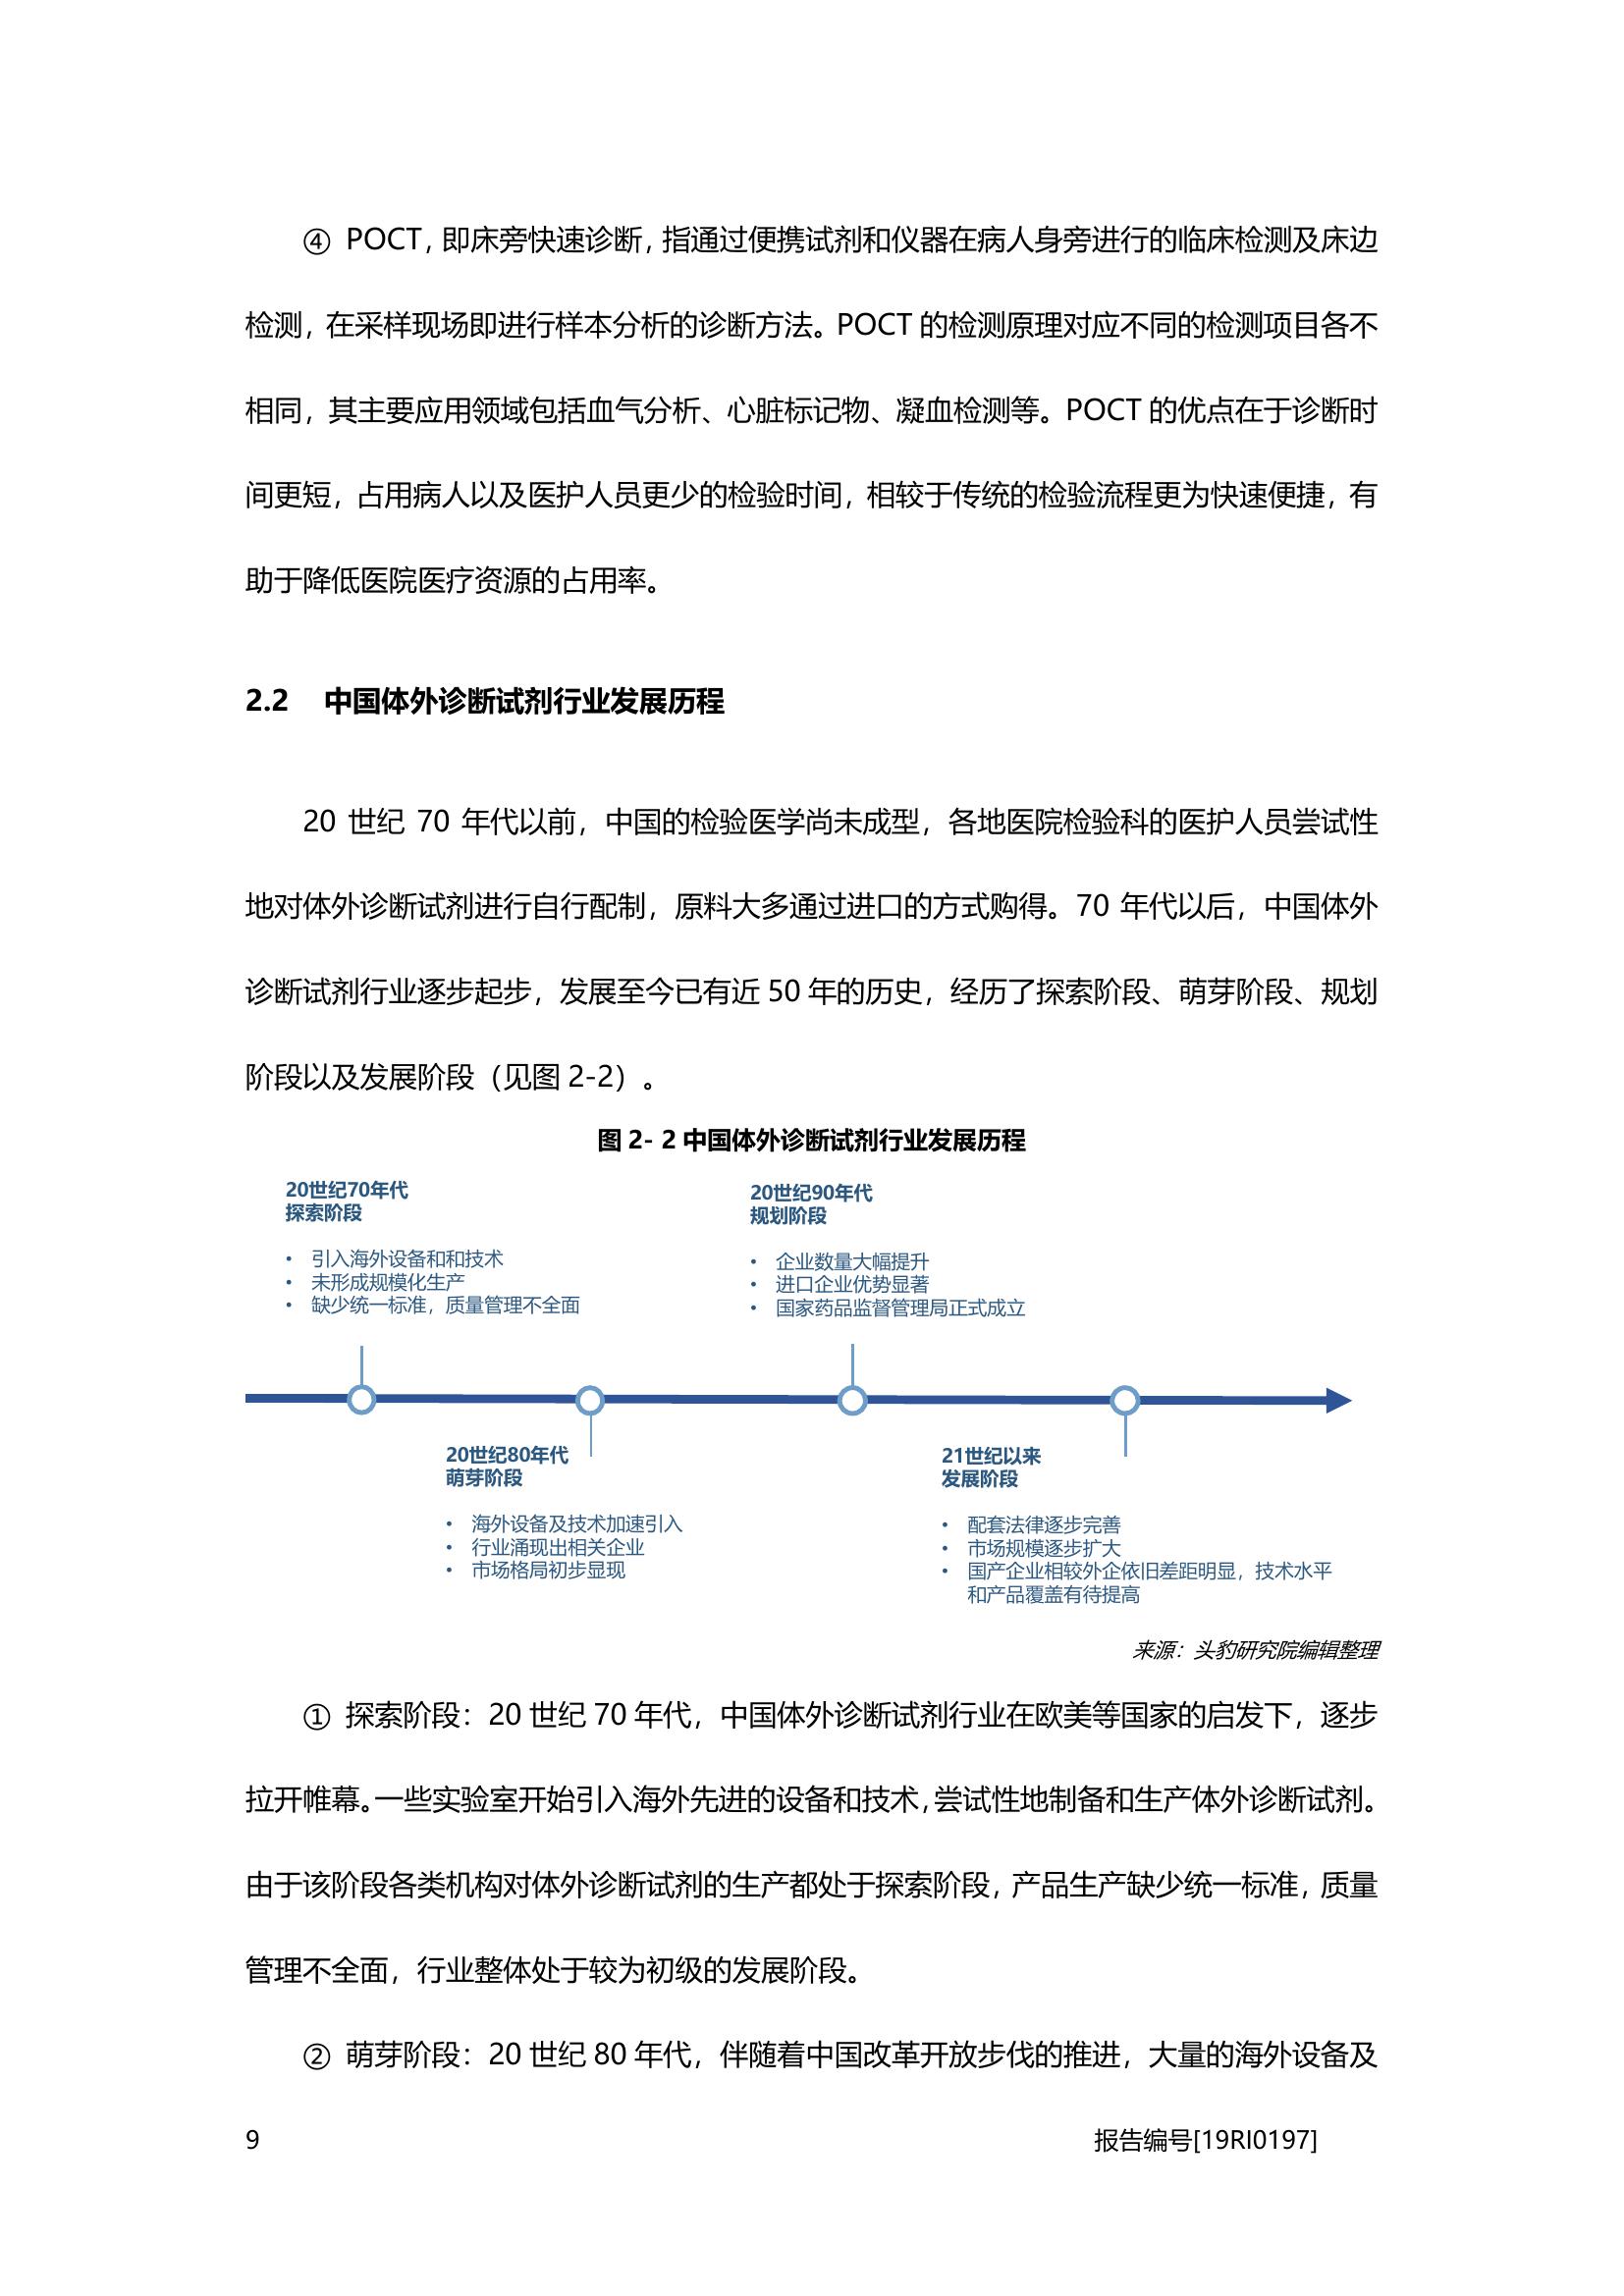 ④ POCT，即床旁快速诊断，指通过便携试剂和仪器在病人身旁进行的临床检测及床边
检测，在采样现场即进行样本分析的诊断方法。POCT 的检测原理对应不同的检测项目各不
相同，其主要应用领域包括血气分析、心脏标记物、凝血检测等。POCT 的优点在于诊断时
间更短，占用病人以及医护人员更少的检验时间，相较于传统的检验流程更为快速便捷，有
助于降低医院医疗资源的占用率。
2.2 中国体外诊断试剂行业发展历程
20 世纪 70 年代以前，中国的检验医学尚未成型，各地医院检验科的医护人员尝试性
地对体外诊断试剂进行自行配制，原料大多通过进口的方式购得。70 年代以后，中国体外
诊断试剂行业逐步起步，发展至今已有近 50 年的历史，经历了探索阶段、萌芽阶段、规划
阶段以及发展阶段（见图 2-2）。
图 2- 2 中国体外诊断试剂行业发展历程
20世纪70年代
探索阶段
• 引入海外设备和和技术
• 未形成规模化生产
• 缺少统一标准，质量管理不全面
20世纪90年代
规划阶段
• 企业数量大幅提升
• 进口企业优势显著
• 国家药品监督管理局正式成立
20世纪80年代
萌芽阶段
• 海外设备及技术加速引入
• 行业涌现出相关企业
• 市场格局初步显现
21世纪以来
发展阶段
• 配套法律逐步完善
• 市场规模逐步扩大
• 国产企业相较外企依旧差距明显，技术水平
和产品覆盖有待提高
来源：头豹研究院编辑整理
① 探索阶段：20 世纪 70 年代，中国体外诊断试剂行业在欧美等国家的启发下，逐步
拉开帷幕。一些实验室开始引入海外先进的设备和技术，尝试性地制备和生产体外诊断试剂。
由于该阶段各类机构对体外诊断试剂的生产都处于探索阶段，产品生产缺少统一标准，质量
管理不全面，行业整体处于较为初级的发展阶段。
② 萌芽阶段：20 世纪 80 年代，伴随着中国改革开放步伐的推进，大量的海外设备及
9
报告编号[19RI0197]